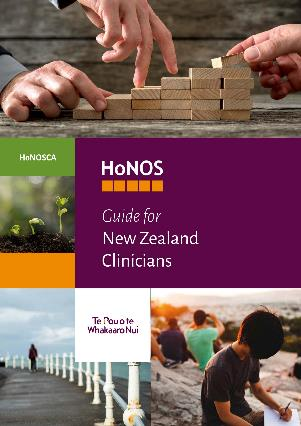 HoNOSCA
HoNOS
Guide for
New Zealand
Clinicians
Te Pou o te
Whakaaro Nui